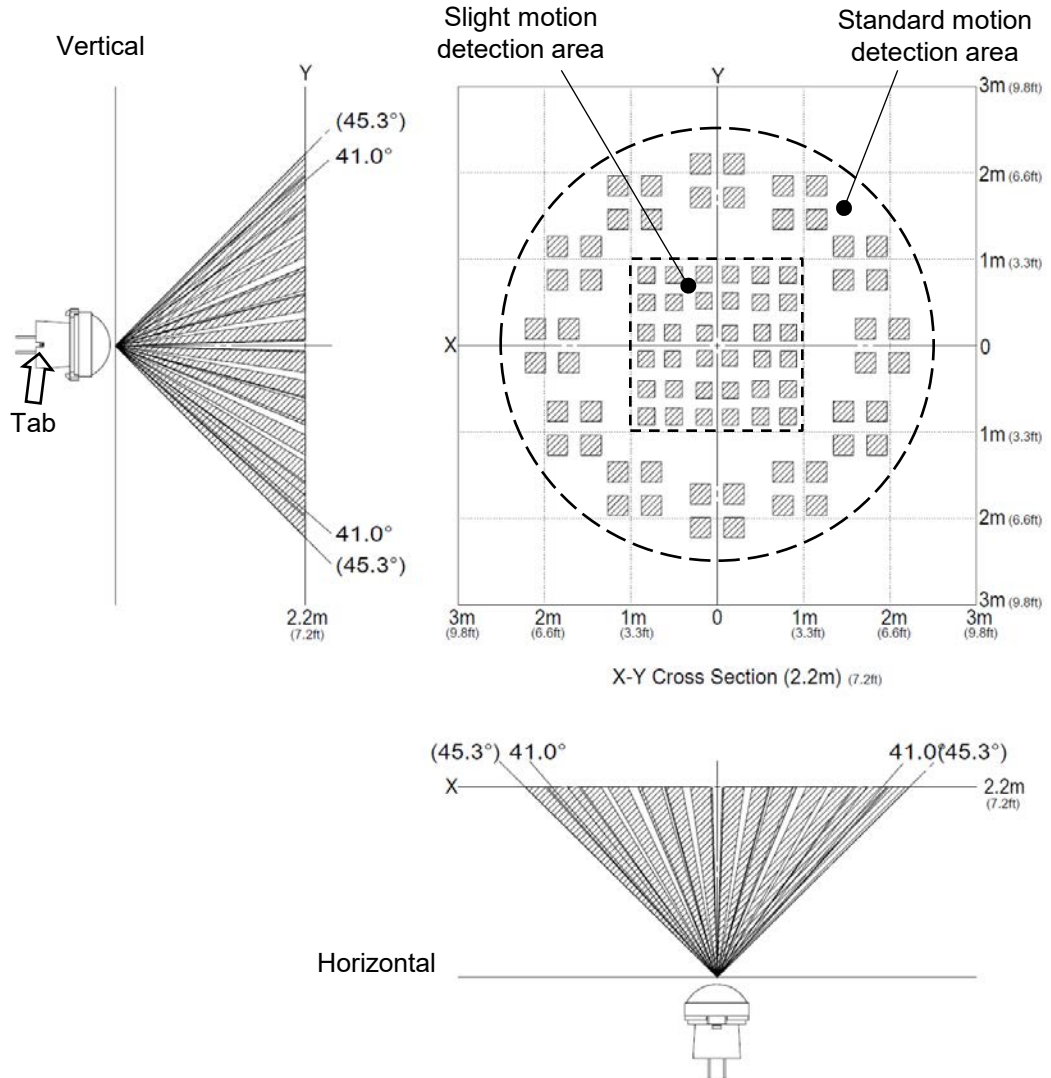 Vertical
Y
(45.3°)
41.0°
Tab
41.0°
(45.3°)
2.2m
(7.2ft)
Slight motion
detection area
Standard motion
detection area
Y
3m (9.8ft)
2m (6.6ft)
1m (3.3ft)
X
0
1m (3.3ft)
2m (6.6ft)
3m (9.8ft)
3m
(9.8ft)
2m
(6.6ft)
1m
(3.3ft)
0
1m
(3.3ft)
2m
(6.6ft)
3m
(9.8ft)
X-Y Cross Section (2.2m) (7.2ft)
(45.3°) 41.0°
41.0°(45.3°)
X
2.2m
(7.2ft)
Horizontal